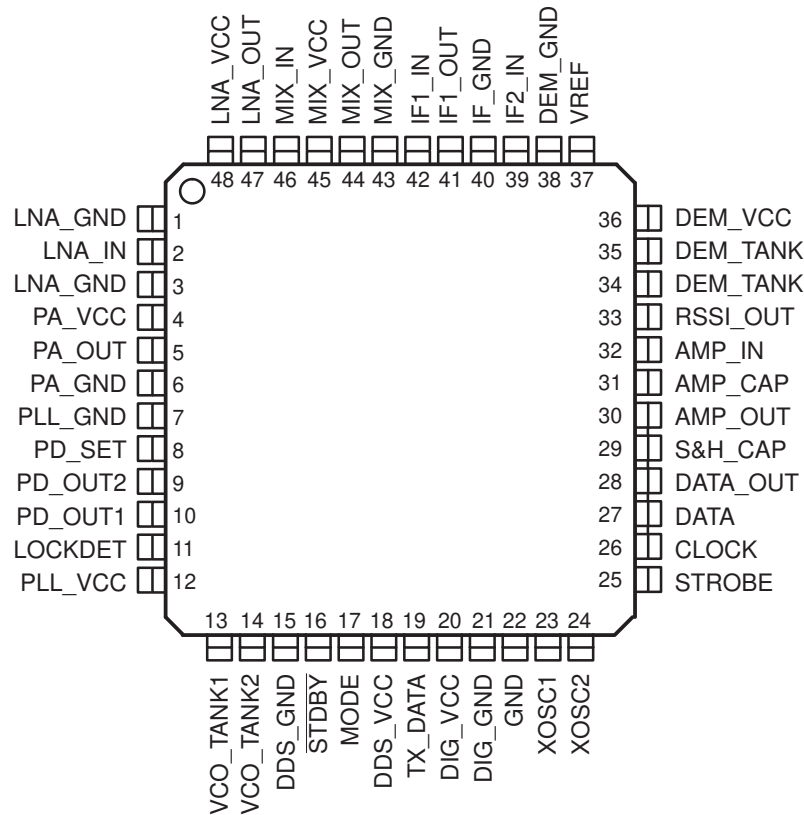 LNA_VCC
LNA_OUT
MIX_IN
MIX_VCC
MIX_OUT
MIX_GND
IF1_IN
IF1_OUT
IF_GND
IF2_IN
DEM_GND
VREF
48 47 46 45 44 43 42 41 40 39 38 37
LNA_GND 1
LNA_IN 2
LNA_GND 3
PA_VCC 4
PA_OUT 5
PA_GND 6
PLL_GND 7
PD_SET 8
PD_OUT2 9
PD_OUT1 10
LOCKDET 11
PLL_VCC 12
36 DEM_VCC
35 DEM_TANK
34 DEM_TANK
33 RSSI_OUT
32 AMP_IN
31 AMP_CAP
30 AMP_OUT
29 S&H_CAP
28 DATA_OUT
27 DATA
26 CLOCK
25 STROBE
13 14 15 16 17 18 19 20 21 22 23 24
VCO_TANK1
VCO_TANK2
DDS_GND
STDBY
MODE
DDS_VCC
TX_DATA
DIG_VCC
DIG_GND
GND
XOSC1
XOSC2